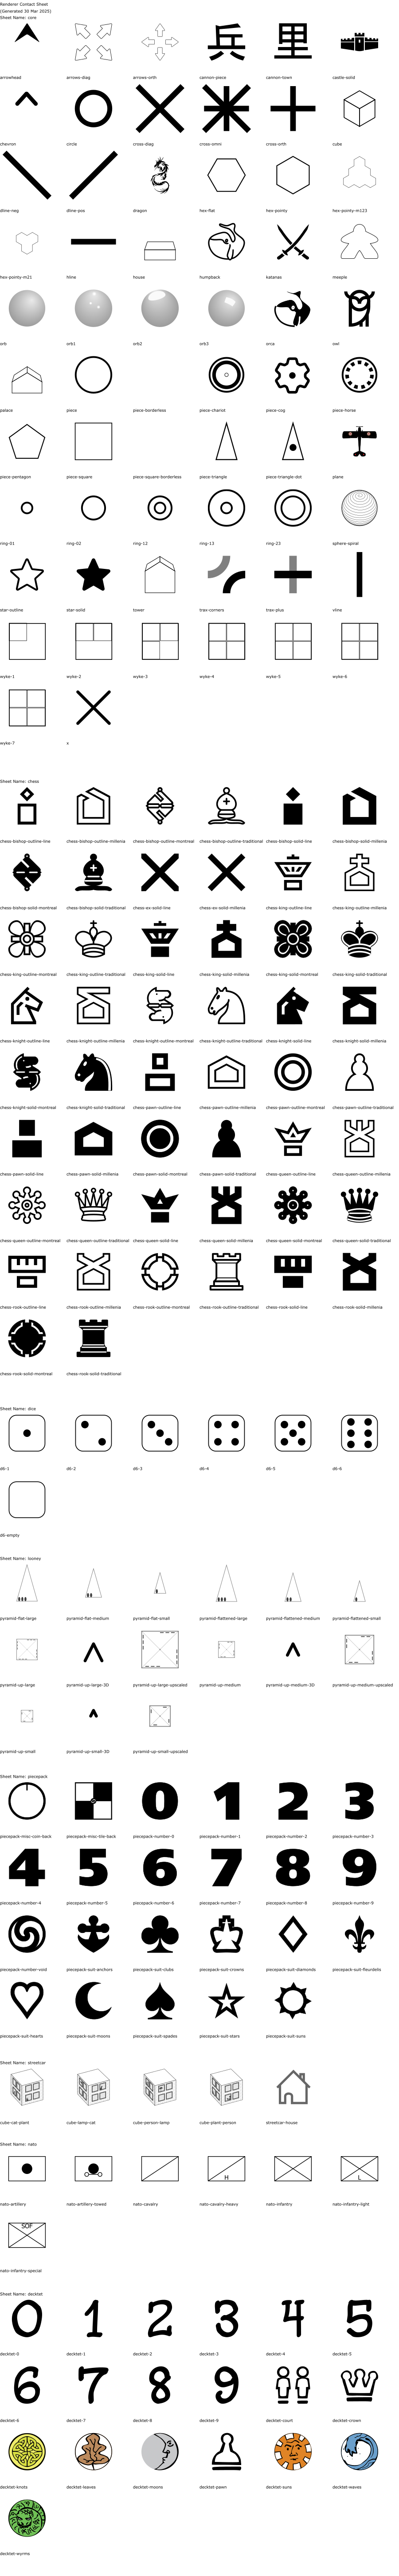 Renderer Contact Sheet
(Generated 30 Mar 2025)
Sheet Name: core
兵 里
arrowhead arrows-diag arrows-orth cannon-piece cannon-town castle-solid
chevron circle cross-diag cross-omni cross-orth cube
dline-neg dline-pos dragon hex-flat hex-pointy hex-pointy-m123
hex-pointy-m21 hline house humpback katanas meeple
orb orb1 orb2 orb3 orca owl
palace piece piece-borderless piece-chariot piece-cog piece-horse
piece-pentagon piece-square piece-square-borderless piece-triangle piece-triangle-dot plane
ring-01 ring-02 ring-12 ring-13 ring-23 sphere-spiral
star-outline star-solid tower trax-corners trax-plus vline
wyke-1 wyke-2 wyke-3 wyke-4 wyke-5 wyke-6
wyke-7 x
Sheet Name: chess
chess-bishop-outline-line chess-bishop-outline-millenia chess-bishop-outline-montreal chess-bishop-outline-traditional chess-bishop-solid-line chess-bishop-solid-millenia
chess-bishop-solid-montreal chess-bishop-solid-traditional chess-ex-solid-line chess-ex-solid-millenia chess-king-outline-line chess-king-outline-millenia
chess-king-outline-montreal chess-king-outline-traditional chess-king-solid-line chess-king-solid-millenia chess-king-solid-montreal chess-king-solid-traditional
chess-knight-outline-line chess-knight-outline-millenia chess-knight-outline-montreal chess-knight-outline-traditional chess-knight-solid-line chess-knight-solid-millenia
chess-knight-solid-montreal chess-knight-solid-traditional chess-pawn-outline-line chess-pawn-outline-millenia chess-pawn-outline-montreal chess-pawn-outline-traditional
chess-pawn-solid-line chess-pawn-solid-millenia chess-pawn-solid-montreal chess-pawn-solid-traditional chess-queen-outline-line chess-queen-outline-millenia
chess-queen-outline-montreal chess-queen-outline-traditional chess-queen-solid-line chess-queen-solid-millenia chess-queen-solid-montreal chess-queen-solid-traditional
chess-rook-outline-line chess-rook-outline-millenia chess-rook-outline-montreal chess-rook-outline-traditional chess-rook-solid-line chess-rook-solid-millenia
chess-rook-solid-montreal chess-rook-solid-traditional
Sheet Name: dice
d6-1 d6-2 d6-3 d6-4 d6-5 d6-6
d6-empty
Sheet Name: looney
pyramid-flat-large pyramid-flat-medium pyramid-flat-small pyramid-flattened-large pyramid-flattened-medium pyramid-flattened-small
pyramid-up-large pyramid-up-large-3D pyramid-up-large-upscaled pyramid-up-medium pyramid-up-medium-3D pyramid-up-medium-upscaled
pyramid-up-small pyramid-up-small-3D pyramid-up-small-upscaled
Sheet Name: piecepack
0 1 2 3
piecepack-misc-coin-back piecepack-misc-tile-back piecepack-number-0 piecepack-number-1 piecepack-number-2 piecepack-number-3
4 5 6 7 8 9
piecepack-number-4 piecepack-number-5 piecepack-number-6 piecepack-number-7 piecepack-number-8 piecepack-number-9
piecepack-number-void piecepack-suit-anchors piecepack-suit-clubs piecepack-suit-crowns piecepack-suit-diamonds piecepack-suit-fleurdelis
piecepack-suit-hearts piecepack-suit-moons piecepack-suit-spades piecepack-suit-stars piecepack-suit-suns
Sheet Name: streetcar
cube-cat-plant cube-lamp-cat cube-person-lamp cube-plant-person streetcar-house
Sheet Name: nato
H L
nato-artillery nato-artillery-towed nato-cavalry nato-cavalry-heavy nato-infantry nato-infantry-light
SOF
nato-infantry-special
Sheet Name: decktet
0 1 2 3 4 5
decktet-0 decktet-1 decktet-2 decktet-3 decktet-4 decktet-5
6 7 8 9
decktet-6 decktet-7 decktet-8 decktet-9 decktet-court decktet-crown
decktet-knots decktet-leaves decktet-moons decktet-pawn decktet-suns decktet-waves
decktet-wyrms